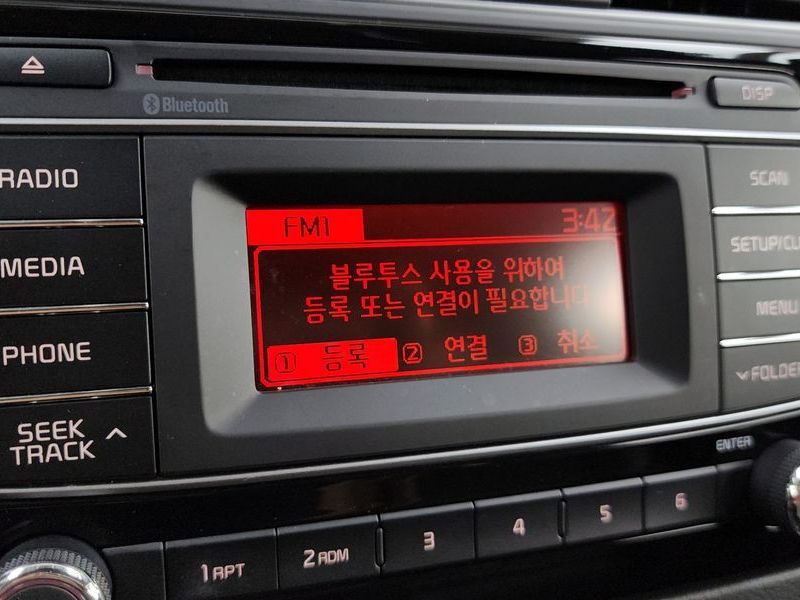 Bluetooth
DISP
RADIO
MEDIA
PHONE
SEEK
TRACK
FM1 3:42
블루투스 사용을 위하여
등록 또는 연결이 필요합니다
1 등록 2 연결 3 취소
SCAN
SETUP/CL
MENU
FOLDER
ENTER
1 RPT 2 RDM 3 4 5 6